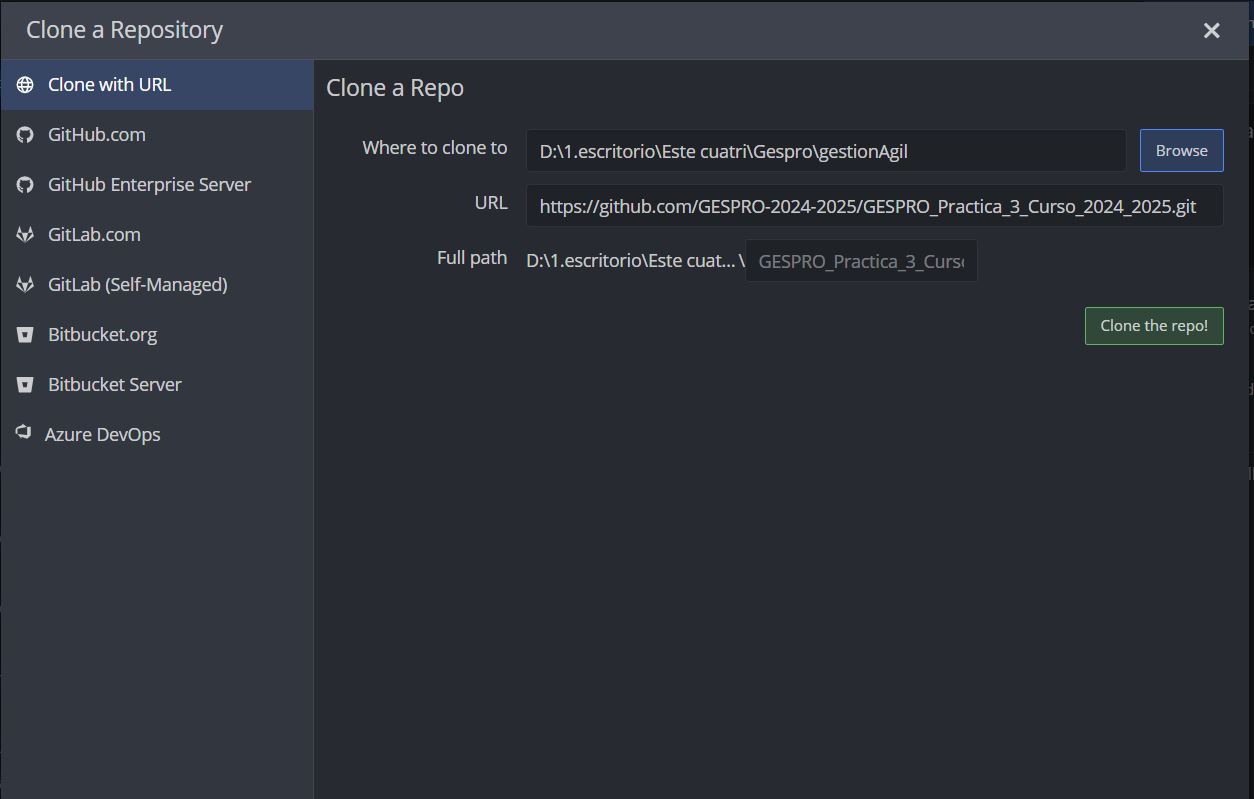 Clone a Repository
Clone with URL
GitHub.com
GitHub Enterprise Server
GitLab.com
GitLab (Self-Managed)
Bitbucket.org
Bitbucket Server
Azure DevOps
Clone a Repo
Where to clone to D:\1.escritorio\Este cuatri\Gespro\gestionAgil Browse
URL https://github.com/GESPRO-2024-2025/GESPRO_Practica_3_Curso_2024_2025.git
Full path D:\1.escritorio\Este cuat... \ GESPRO_Practica_3_Curs
Clone the repo!